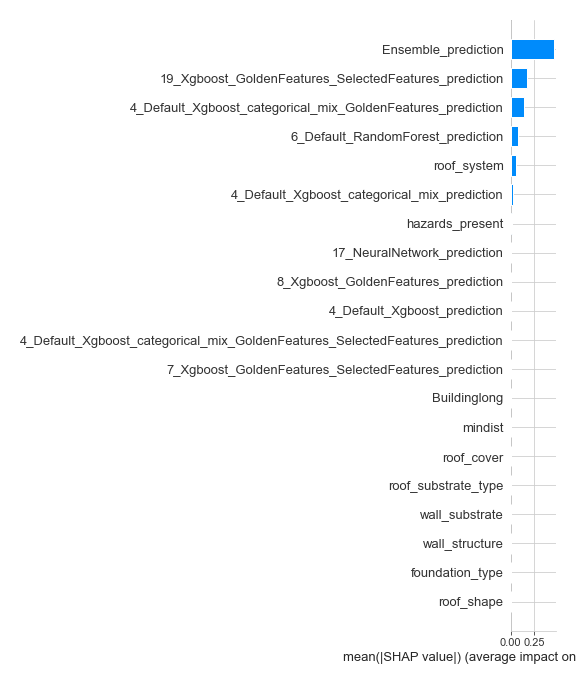 Ensemble_prediction
19_Xgboost_GoldenFeatures_SelectedFeatures_prediction
4_Default_Xgboost_categorical_mix_GoldenFeatures_prediction
6_Default_RandomForest_prediction
roof_system
4_Default_Xgboost_categorical_mix_prediction
hazards_present
17_NeuralNetwork_prediction
8_Xgboost_GoldenFeatures_prediction
4_Default_Xgboost_prediction
4_Default_Xgboost_categorical_mix_GoldenFeatures_SelectedFeatures_prediction
7_Xgboost_GoldenFeatures_SelectedFeatures_prediction
Buildinglong
mindist
roof_cover
roof_substrate_type
wall_substrate
wall_structure
foundation_type
roof_shape
0.00 0.25
mean(|SHAP value|) (average impact on